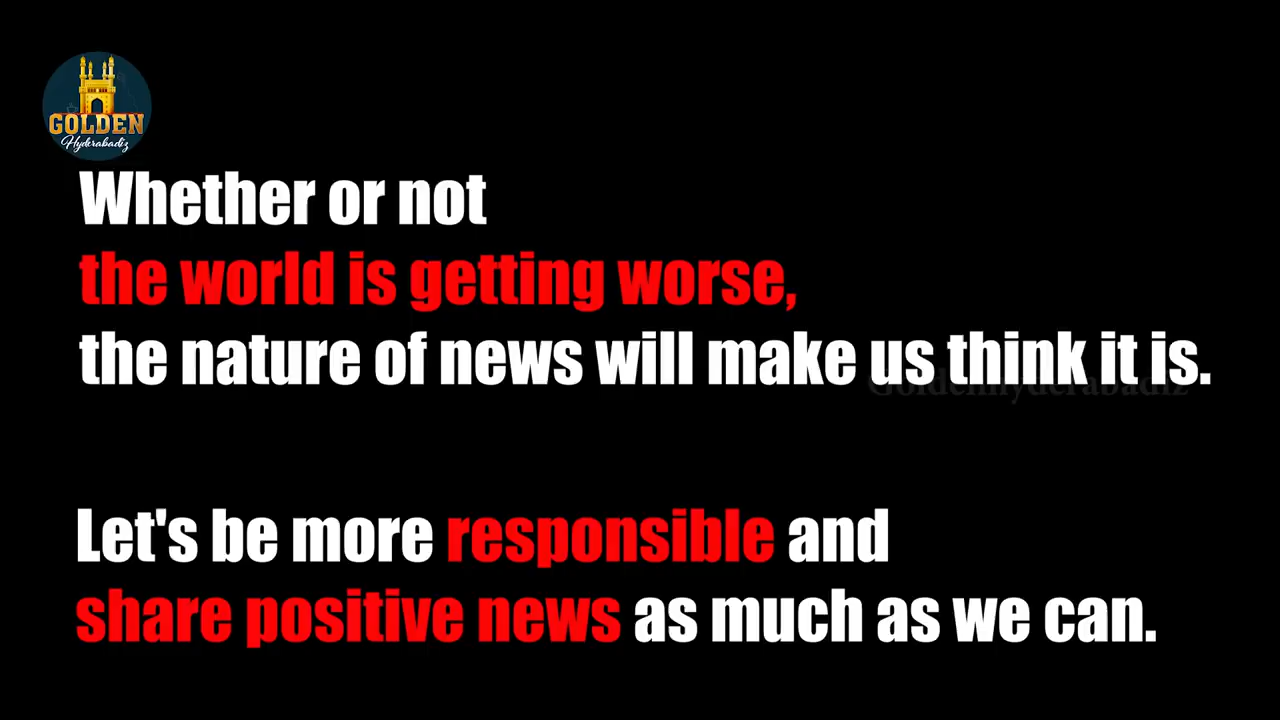 GOLDEN
Hyderabadiz
Whether or not
the world is getting worse,
the nature of news will make us think it is.
Goldenhyderabadiz
Let's be more responsible and
share positive news as much as we can.